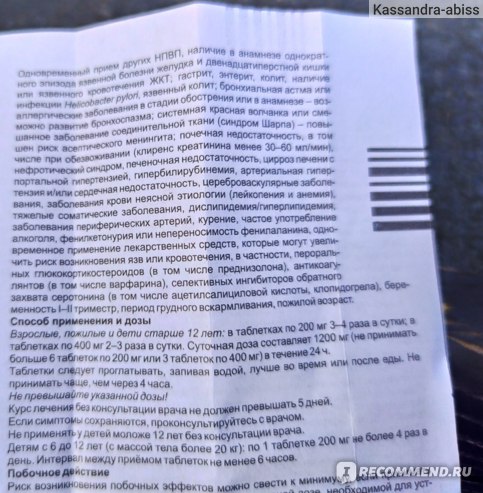 Kassandra-abiss
Одновременный прием других НПВП, наличие в анамнезе однократ-
ного эпизода язвенной болезни желудка и двенадцатиперстной кишки
или язвенного кровотечения ЖКТ; гастрит, энтерит, колит, наличие
инфекции Helicobacter pylori, язвенный колит; бронхиальная астма или
аллергические заболевания в стадии обострения или в анамнезе – воз-
можно развитие бронхоспазма; системная красная волчанка или сме-
шанное заболевание соединительной ткани (синдром Шарпа) – повы-
шен риск асептического менингита; почечная недостаточность, в том
числе при обезвоживании (клиренс креатинина менее 30–60 мл/мин),
нефротический синдром, печеночная недостаточность, цирроз печени с
портальной гипертензией, гипербилирубинемия, артериальная гипер-
тензия и/или сердечная недостаточность, цереброваскулярные заболе-
вания, заболевания крови неясной этиологии (лейкопения и анемия),
тяжелые соматические заболевания, дислипидемия/гиперлипидемия,
заболевания периферических артерий, курение, частое употребление
алкоголя, фенилкетонурия или непереносимость фенилаланина, одно-
временное применение лекарственных средств, которые могут увели-
чить риск возникновения язв или кровотечения, в частности, перораль-
ных глюкокортикостероидов (в том числе преднизолона), антикоагу-
лянтов (в том числе варфарина), селективных ингибиторов обратного
захвата серотонина (в том числе ацетилсалициловой кислоты, клопидогрела), бере-
менность I–II триместр, период грудного вскармливания, пожилой возраст.
Способ применения и дозы
Взрослые, пожилые и дети старше 12 лет: в таблетках по 200 мг 3–4 раза в сутки; в
таблетках по 400 мг 2–3 раза в сутки. Суточная доза составляет 1200 мг (не принимать
больше 6 таблеток по 200 мг или 3 таблеток по 400 мг) в течение 24 ч.
Таблетки следует проглатывать, запивая водой, лучше во время или после еды. Не
принимать чаще, чем через 4 часа.
Не превышайте указанной дозы!
Курс лечения без консультации врача не должен превышать 5 дней.
Если симптомы сохраняются, проконсультируйтесь с врачом.
Не применять у детей моложе 12 лет без консультации врача.
Детям с 6 до 12 лет (с массой тела более 20 кг): по 1 таблетке 200 мг не более 4 раз в
день. Интервал между приёмом таблеток не менее 6 часов.
Побочное действие
Риск возникновения побочных эффектов можно свести к миниму
необходимой для уст-
IRECOMMEND.RU